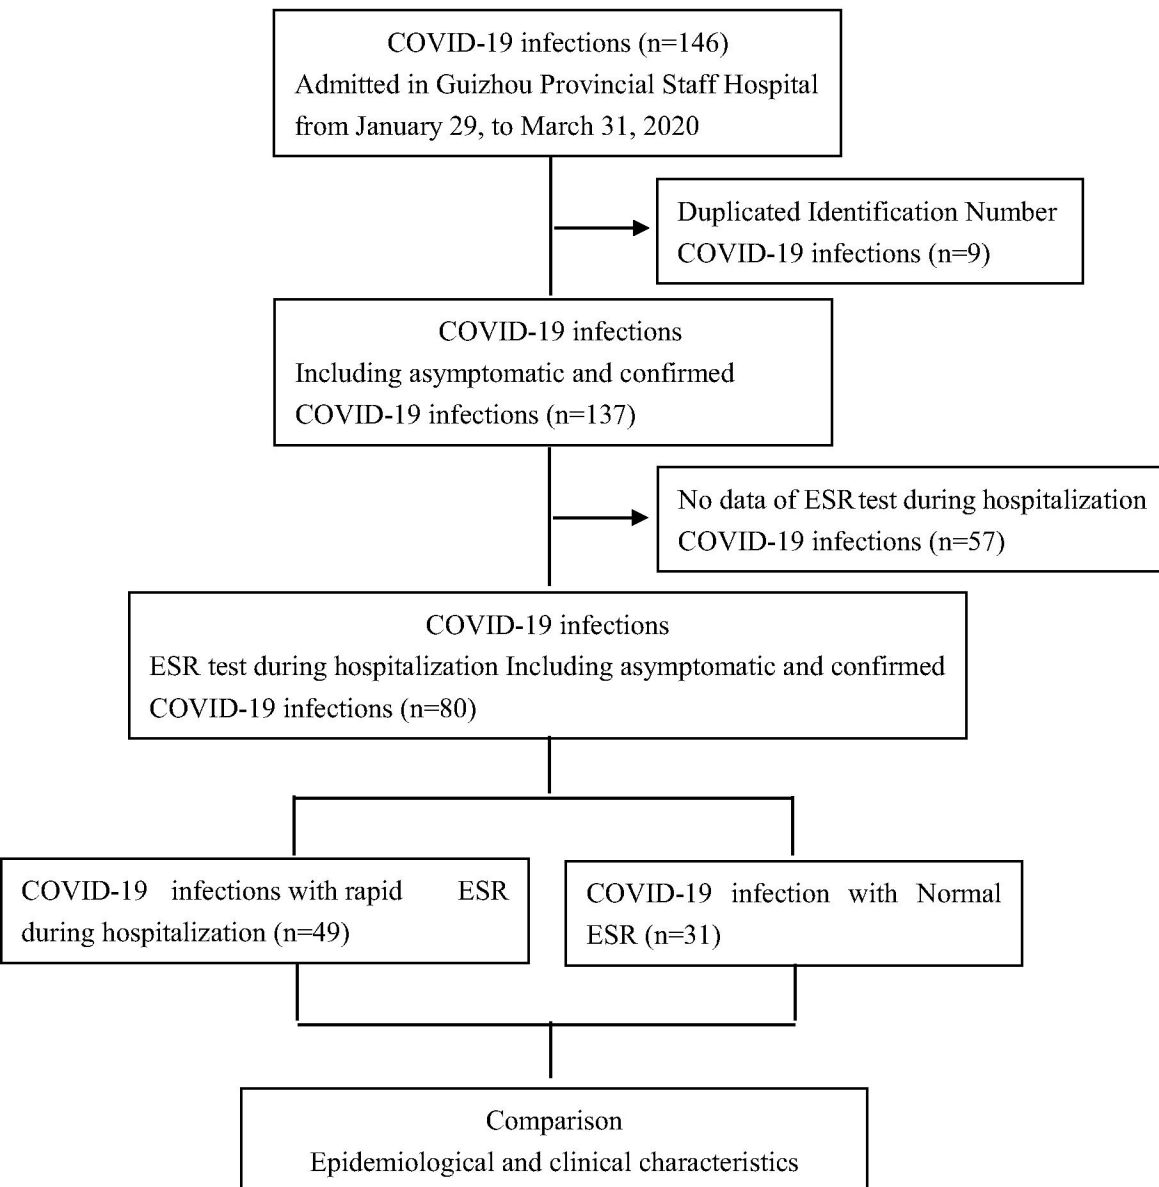 COVID-19 infections (n=146)
Admitted in Guizhou Provincial Staff Hospital
from January 29, to March 31, 2020
Duplicated Identification Number
COVID-19 infections (n=9)
COVID-19 infections
Including asymptomatic and confirmed
COVID-19 infections (n=137)
No data of ESR test during hospitalization
COVID-19 infections (n=57)
COVID-19 infections
ESR test during hospitalization Including asymptomatic and confirmed
COVID-19 infections (n=80)
COVID-19 infections with rapid ESR
during hospitalization (n=49)
COVID-19 infection with Normal
ESR (n=31)
Comparison
Epidemiological and clinical characteristics